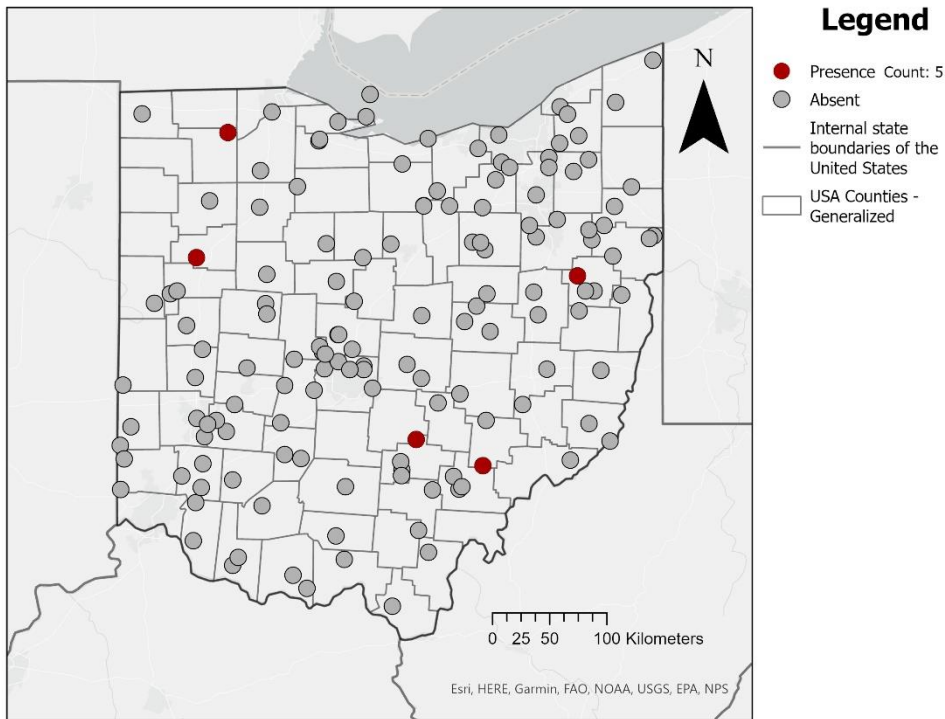 Legend
N
Presence Count: 5
Absent
Internal state
boundaries of the
United States
USA Counties -
Generalized
0 25 50 100 Kilometers
Esri, HERE, Garmin, FAO, NOAA, USGS, EPA, NPS